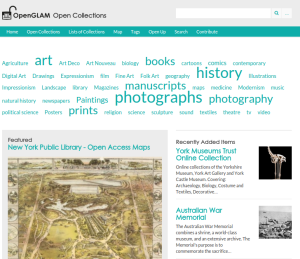 OpenGLAM Open Collections
Home Open Collections Lists of Collections Map Tags Open Up Search Contact About
Agriculture art Art Deco Art Nouveau biology books cartoons comics contemporary
Digital Art Drawings Expressionism film Fine Art Folk Art geography history Illustrations
Impressionism Landscape library Magazines manuscripts maps medicine Modernism music
natural history newspapers Paintings photographs photography
political science Posters prints religion science sculpture sound textiles theatre tv video
Featured
New York Public Library - Open Access Maps
Recently Added Items
York Museums Trust
Online Collection
Online collections of the Yorkshire
Museum, York Art Gallery and York
Castle Museum. Covering
Archaeology, Biology, Costume and
Textiles, Decorative...
Australian War
Memorial
The Australian War Memorial
combines a shrine, a world-class
museum, and an extensive archive. The
Memorial's purpose is to
commemorate the sacrifice...